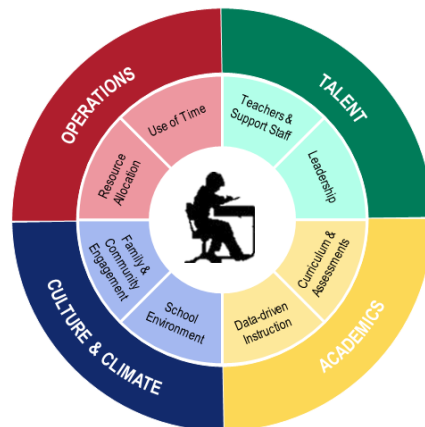 OPERATIONS
TALENT
Use of Time
Teachers &
Support Staff
Resource
Allocation
Leadership
Family &
Community
Engagement
Curriculum &
Assessments
School
Environment
Data-driven
Instruction
CULTURE & CLIMATE
ACADEMICS